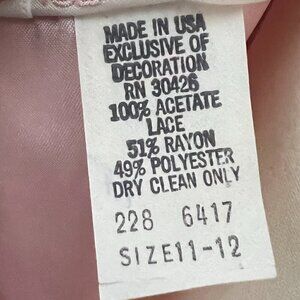 MADE IN USA
EXCLUSIVE OF
DECORATION
RN 30426
100% ACETATE
LACE
51% RAYON
49% POLYESTER
DRY CLEAN ONLY
228 6417
SIZE11-12